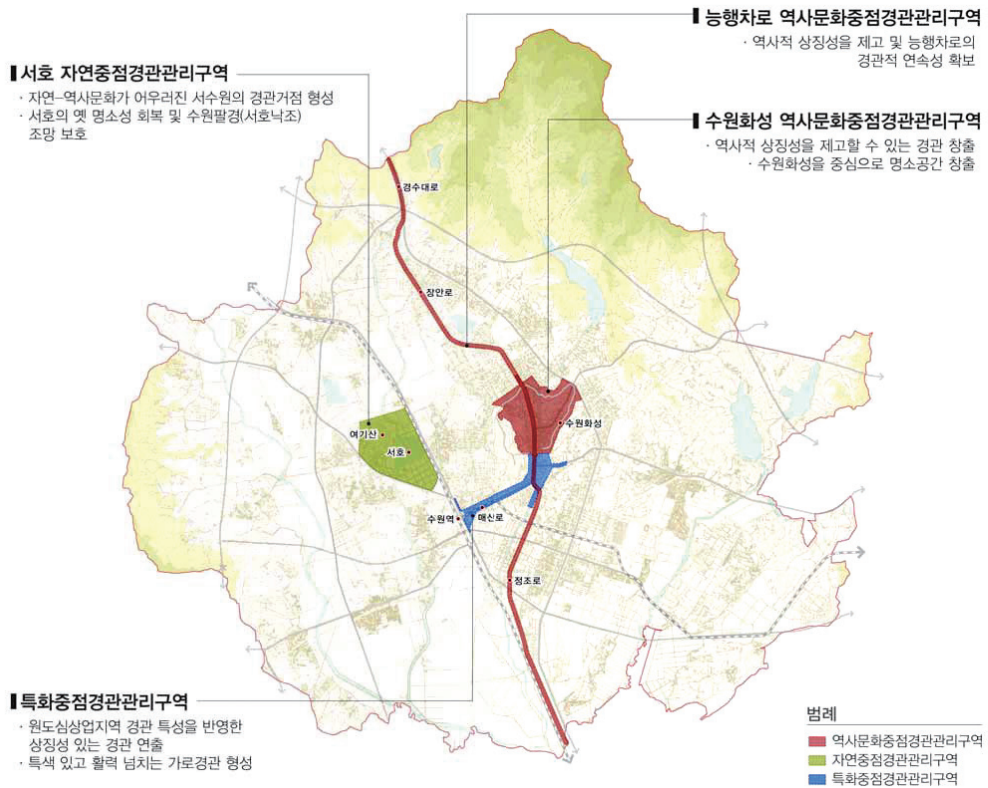 능행차로 역사문화중점경관관리구역
· 역사적 상징성을 제고 및 능행차로의
경관적 연속성 확보
서호 자연중점경관관리구역
· 자연-역사문화가 어우러진 서수원의 경관거점 형성
· 서호의 옛 명소성 회복 및 수원팔경(서호낙조)
조망 보호
수원화성 역사문화중점경관관리구역
· 역사적 상징성을 제고할 수 있는 경관 창출
· 수원화성을 중심으로 명소공간 창출
경수대로
장안로
수원화성
여기산
서호
수원역
매산로
정조로
특화중점경관관리구역
· 원도심상업지역 경관 특성을 반영한
상징성 있는 경관 연출
· 특색 있고 활력 넘치는 가로경관 형성
범례
역사문화중점경관관리구역
자연중점경관관리구역
특화중점경관관리구역